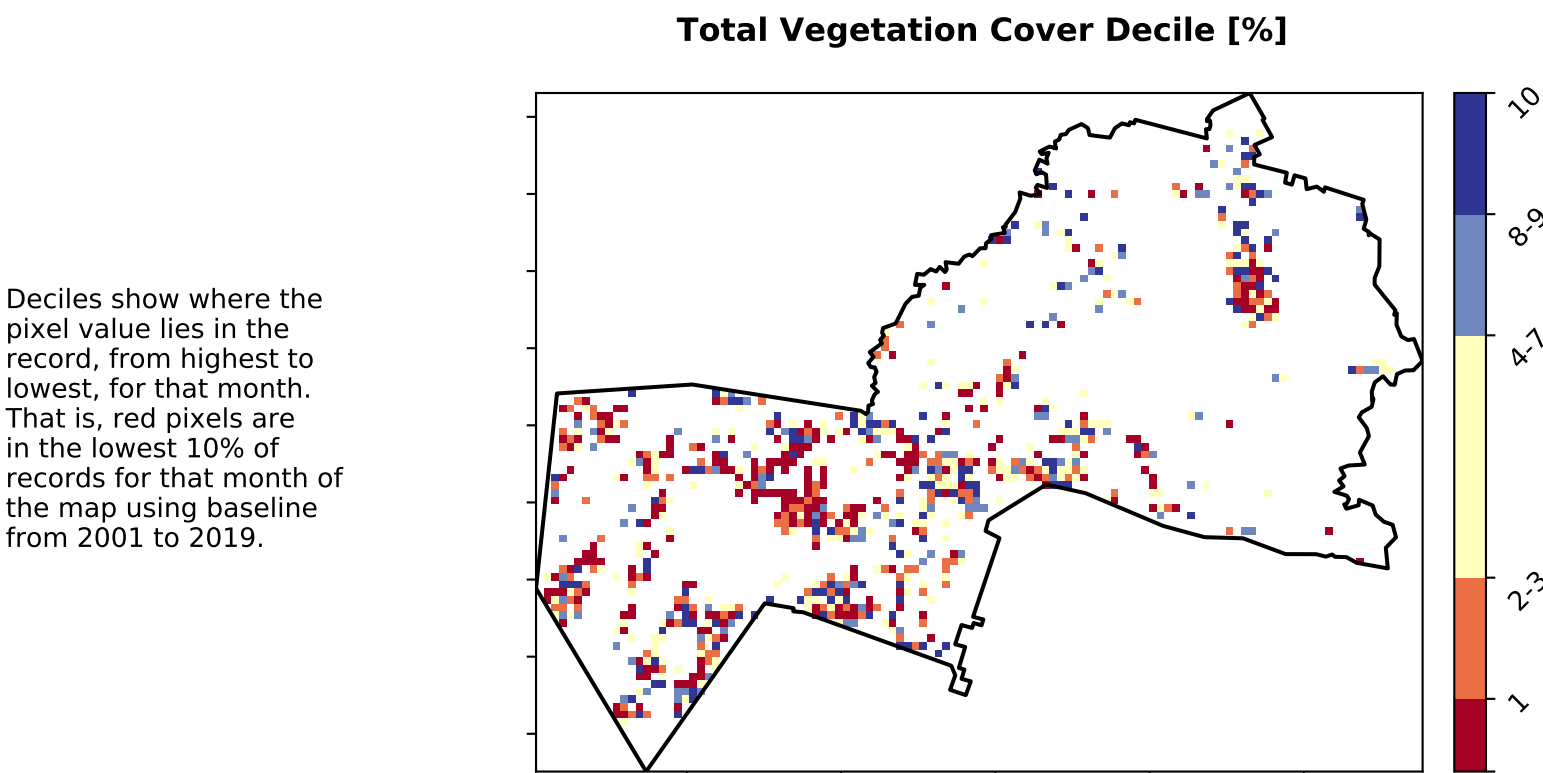 Total Vegetation Cover Decile [%]
Deciles show where the
pixel value lies in the
record, from highest to
lowest, for that month.
That is, red pixels are
in the lowest 10% of
records for that month of
the map using baseline
from 2001 to 2019.
10
8-9
4-7
2-3
1